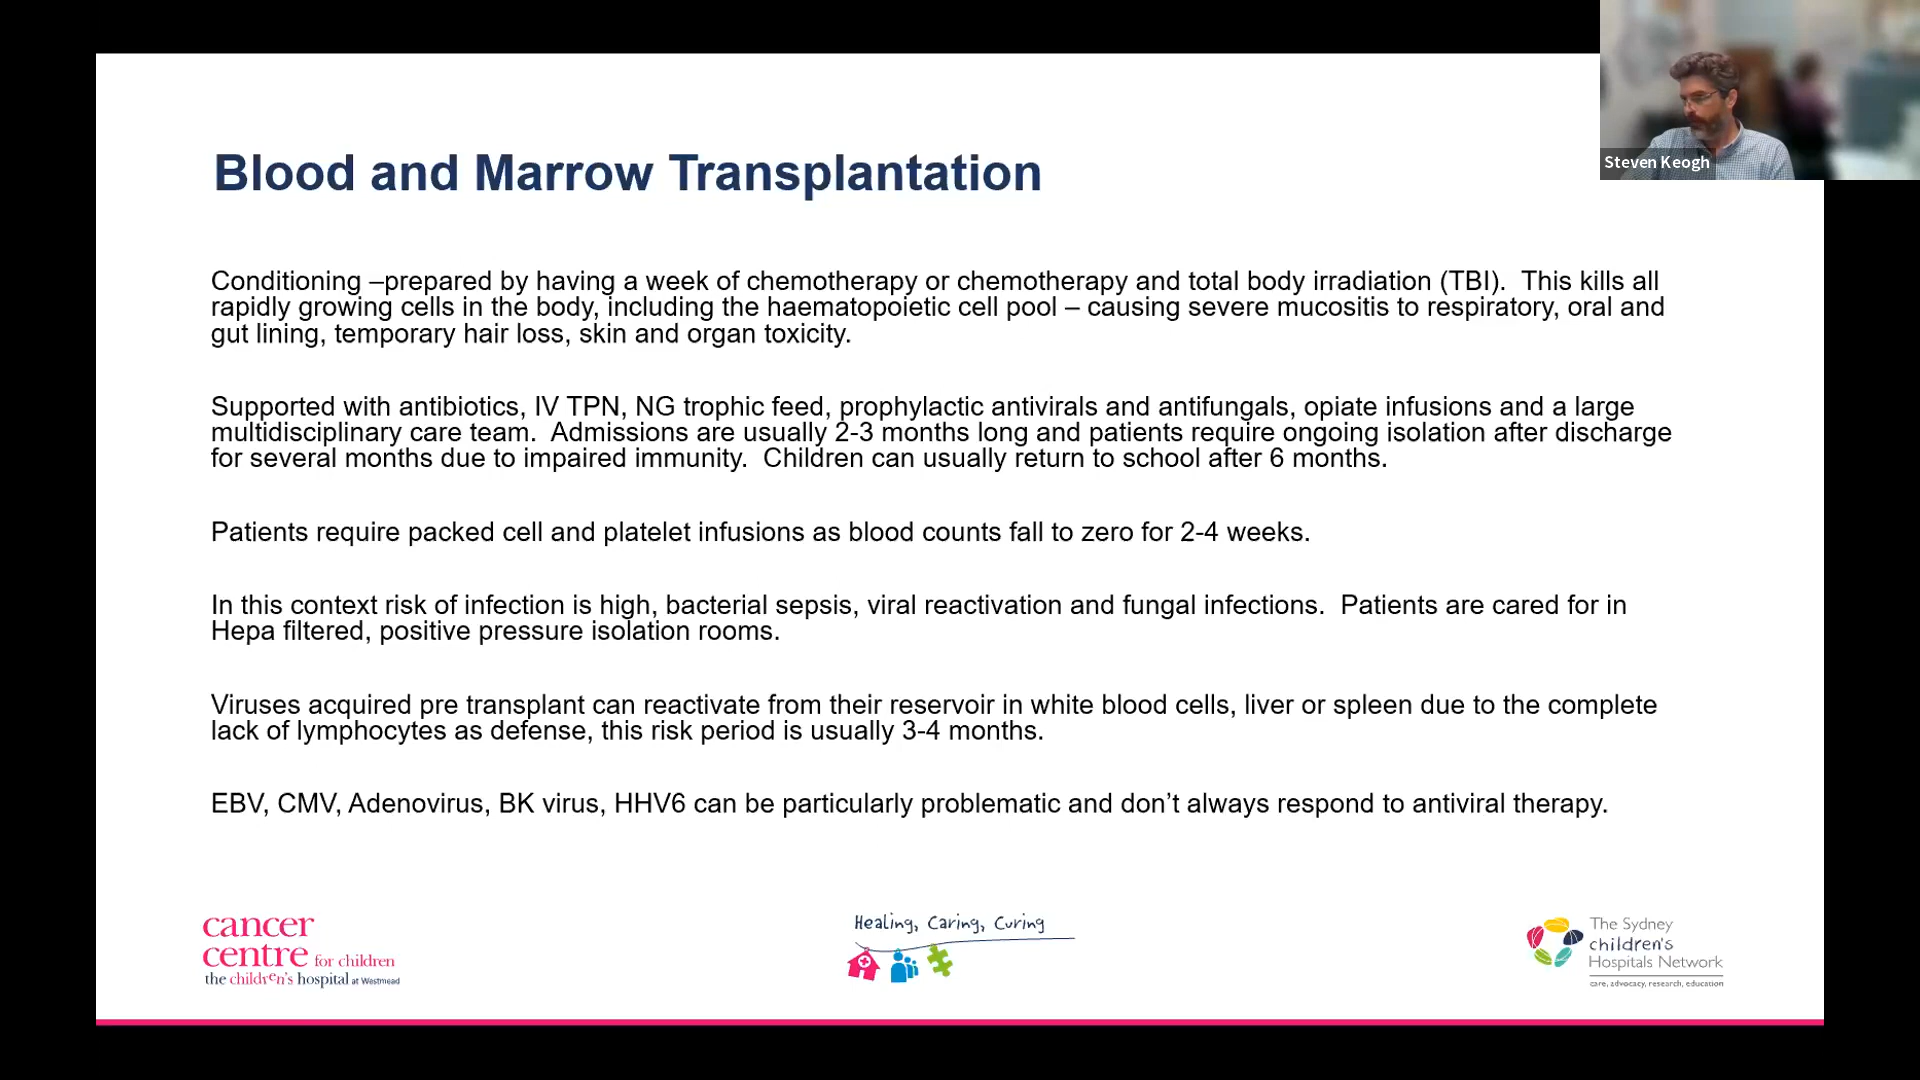 Steven Keogh
Blood and Marrow Transplantation
Conditioning –prepared by having a week of chemotherapy or chemotherapy and total body irradiation (TBI).  This kills all
rapidly growing cells in the body, including the haematopoietic cell pool – causing severe mucositis to respiratory, oral and
gut lining, temporary hair loss, skin and organ toxicity.
Supported with antibiotics, IV TPN, NG trophic feed, prophylactic antivirals and antifungals, opiate infusions and a large
multidisciplinary care team.  Admissions are usually 2-3 months long and patients require ongoing isolation after discharge
for several months due to impaired immunity.  Children can usually return to school after 6 months.
Patients require packed cell and platelet infusions as blood counts fall to zero for 2-4 weeks.
In this context risk of infection is high, bacterial sepsis, viral reactivation and fungal infections.  Patients are cared for in
Hepa filtered, positive pressure isolation rooms.
Viruses acquired pre transplant can reactivate from their reservoir in white blood cells, liver or spleen due to the complete
lack of lymphocytes as defense, this risk period is usually 3-4 months.
EBV, CMV, Adenovirus, BK virus, HHV6 can be particularly problematic and don’t always respond to antiviral therapy.
cancer
centre for children
the children's hospital at Westmead
Healing, Caring, Curing
The Sydney
children's
Hospitals Network
care, advocacy, research, education